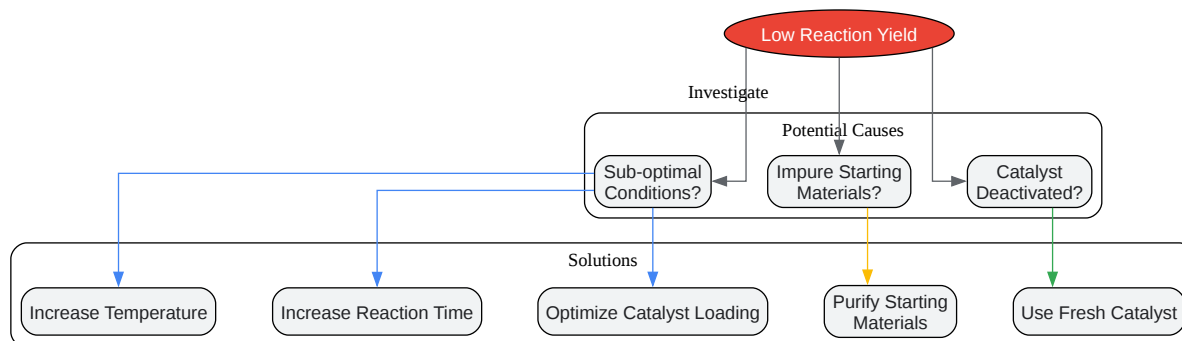 Low Reaction Yield
Investigate
Potential Causes
Sub-optimal
Conditions?
Impure Starting
Materials?
Catalyst
Deactivated?
Solutions
Increase Temperature
Increase Reaction Time
Optimize Catalyst Loading
Purify Starting
Materials
Use Fresh Catalyst